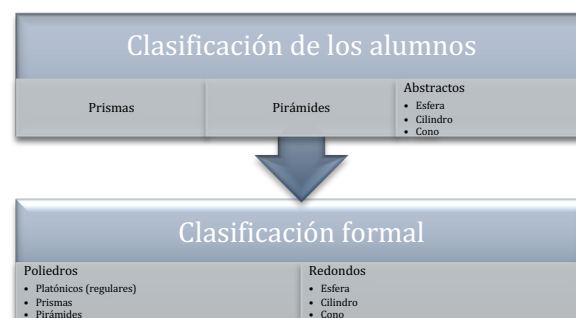 Clasificación de los alumnos
Prismas
Pirámides
Abstractos
• Esfera
• Cilindro
• Cono
Clasificación formal
Poliedros
• Platónicos (regulares)
• Prismas
• Pirámides
Redondos
• Esfera
• Cilindro
• Cono